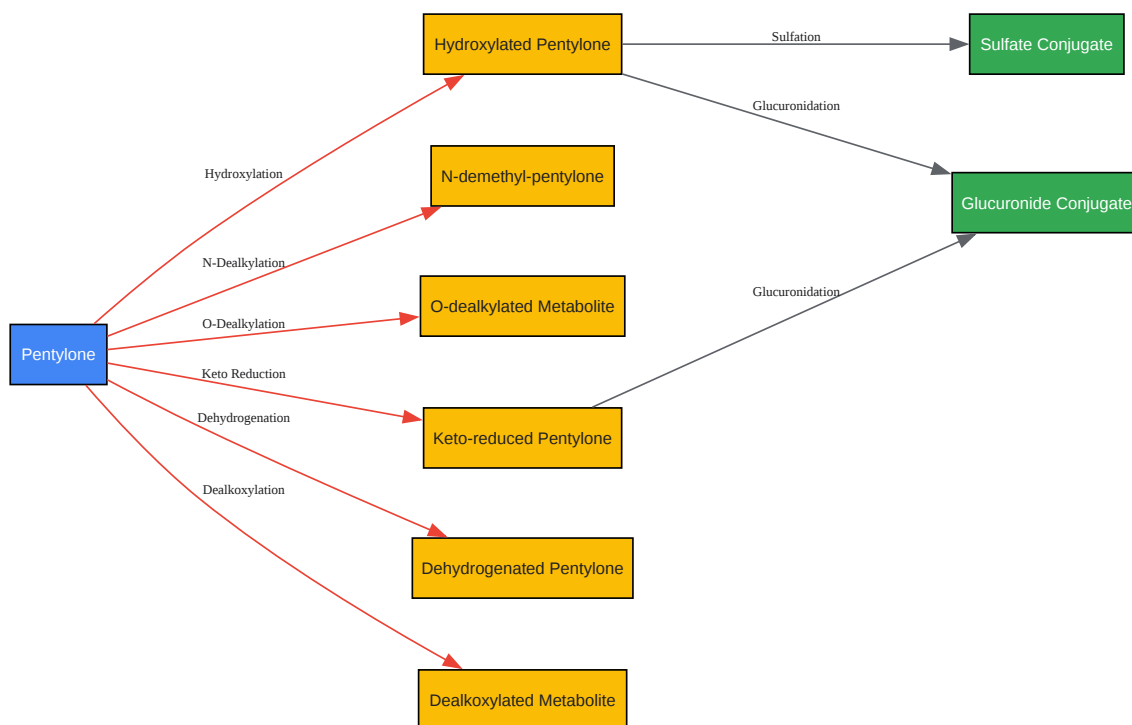 Hydroxylated Pentylone
Sulfation
Sulfate Conjugate
Glucuronidation
Hydroxylation
N-demethyl-pentylone
Glucuronide Conjugate
N-Dealkylation
O-dealkylated Metabolite
Glucuronidation
O-Dealkylation
Pentylone
Keto Reduction
Keto-reduced Pentylone
Dehydrogenation
Dealkoxylation
Dehydrogenated Pentylone
Dealkoxylated Metabolite